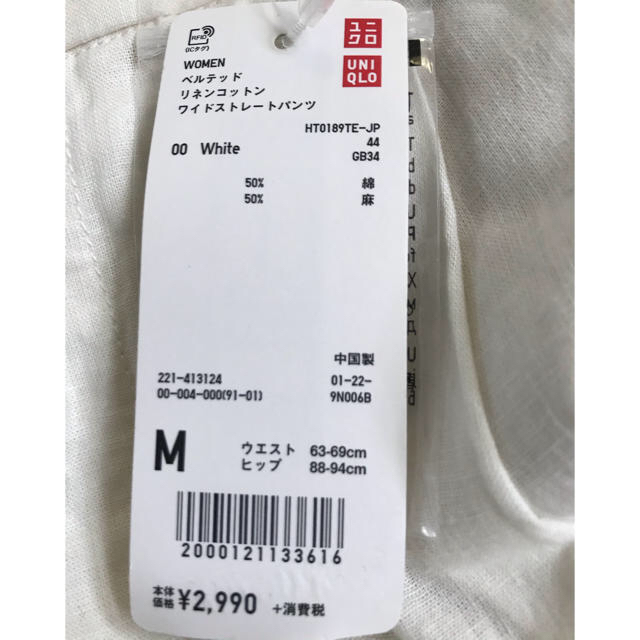 RFID
(ICタグ)
ユニ
クロ
UNI
QLO
WOMEN
ベルテッド
リネンコットン
ワイドストレートパンツ
HT0189TE-JP
00 White
44
GB34
50% 綿
50% 麻
中国製
221-413124 01-22-
00-004-000(91-01) 9N006B
M
ウエスト 63-69cm
ヒップ 88-94cm
2000121133616
本体
価格 ¥2,990 +消費税